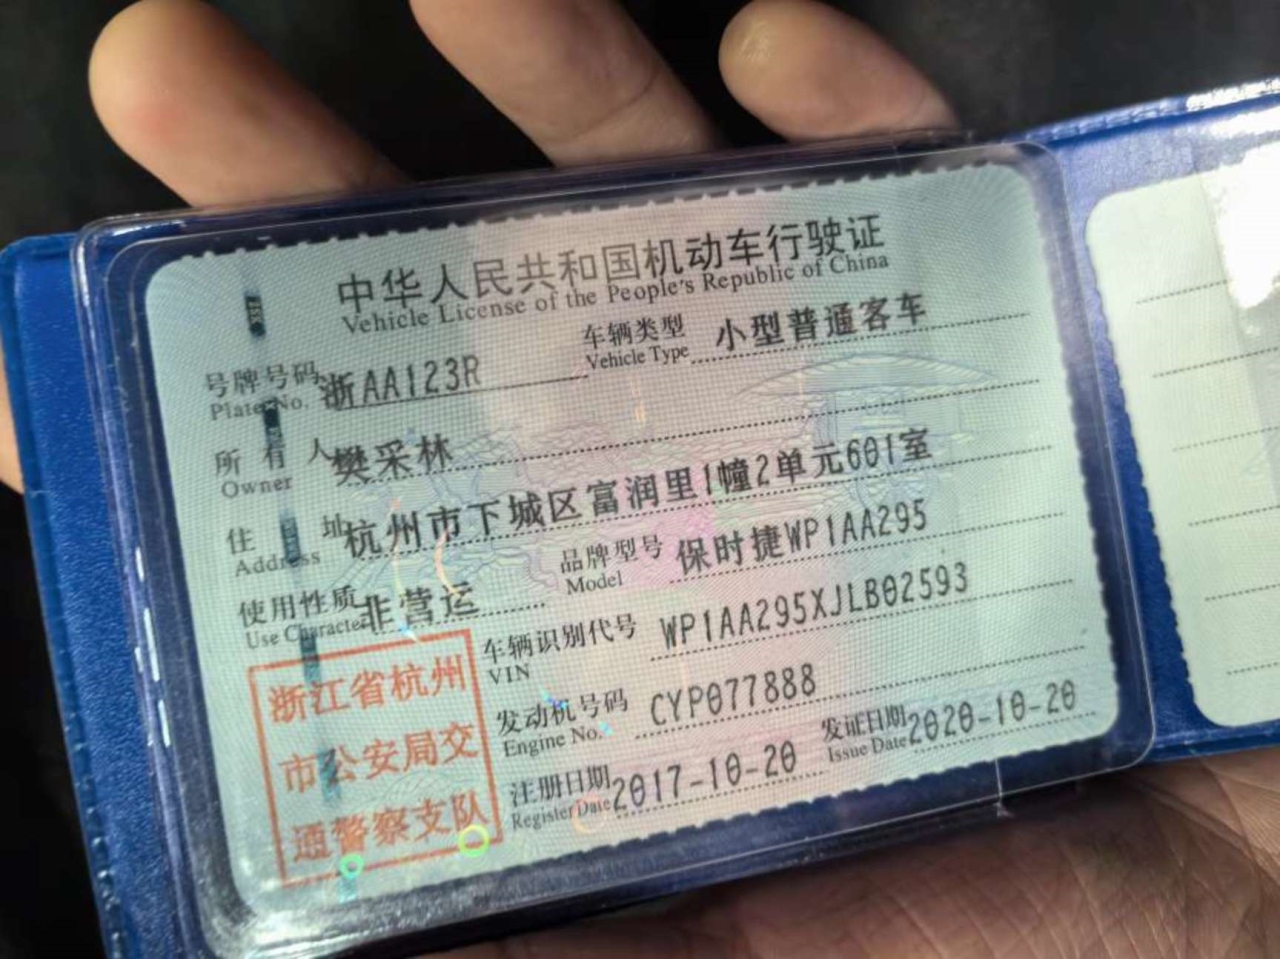 中华人民共和国机动车行驶证
Vehicle License of the People's Republic of China
号牌号码 浙AA123R 车辆类型 小型普通客车
Plate No. Vehicle Type
所有人 樊采林
Owner
住址 杭州市下城区富润里1幢2单元601室
Address
使用性质 非营运 品牌型号 保时捷WP1AA295
Use Character Model
车辆识别代号 WP1AA295XJLB02593
VIN
发动机号码 CYP077888
Engine No.
注册日期 2017-10-20 发证日期 2020-10-20
Register Date Issue Date
浙江省杭州
市公安局交
通警察支队